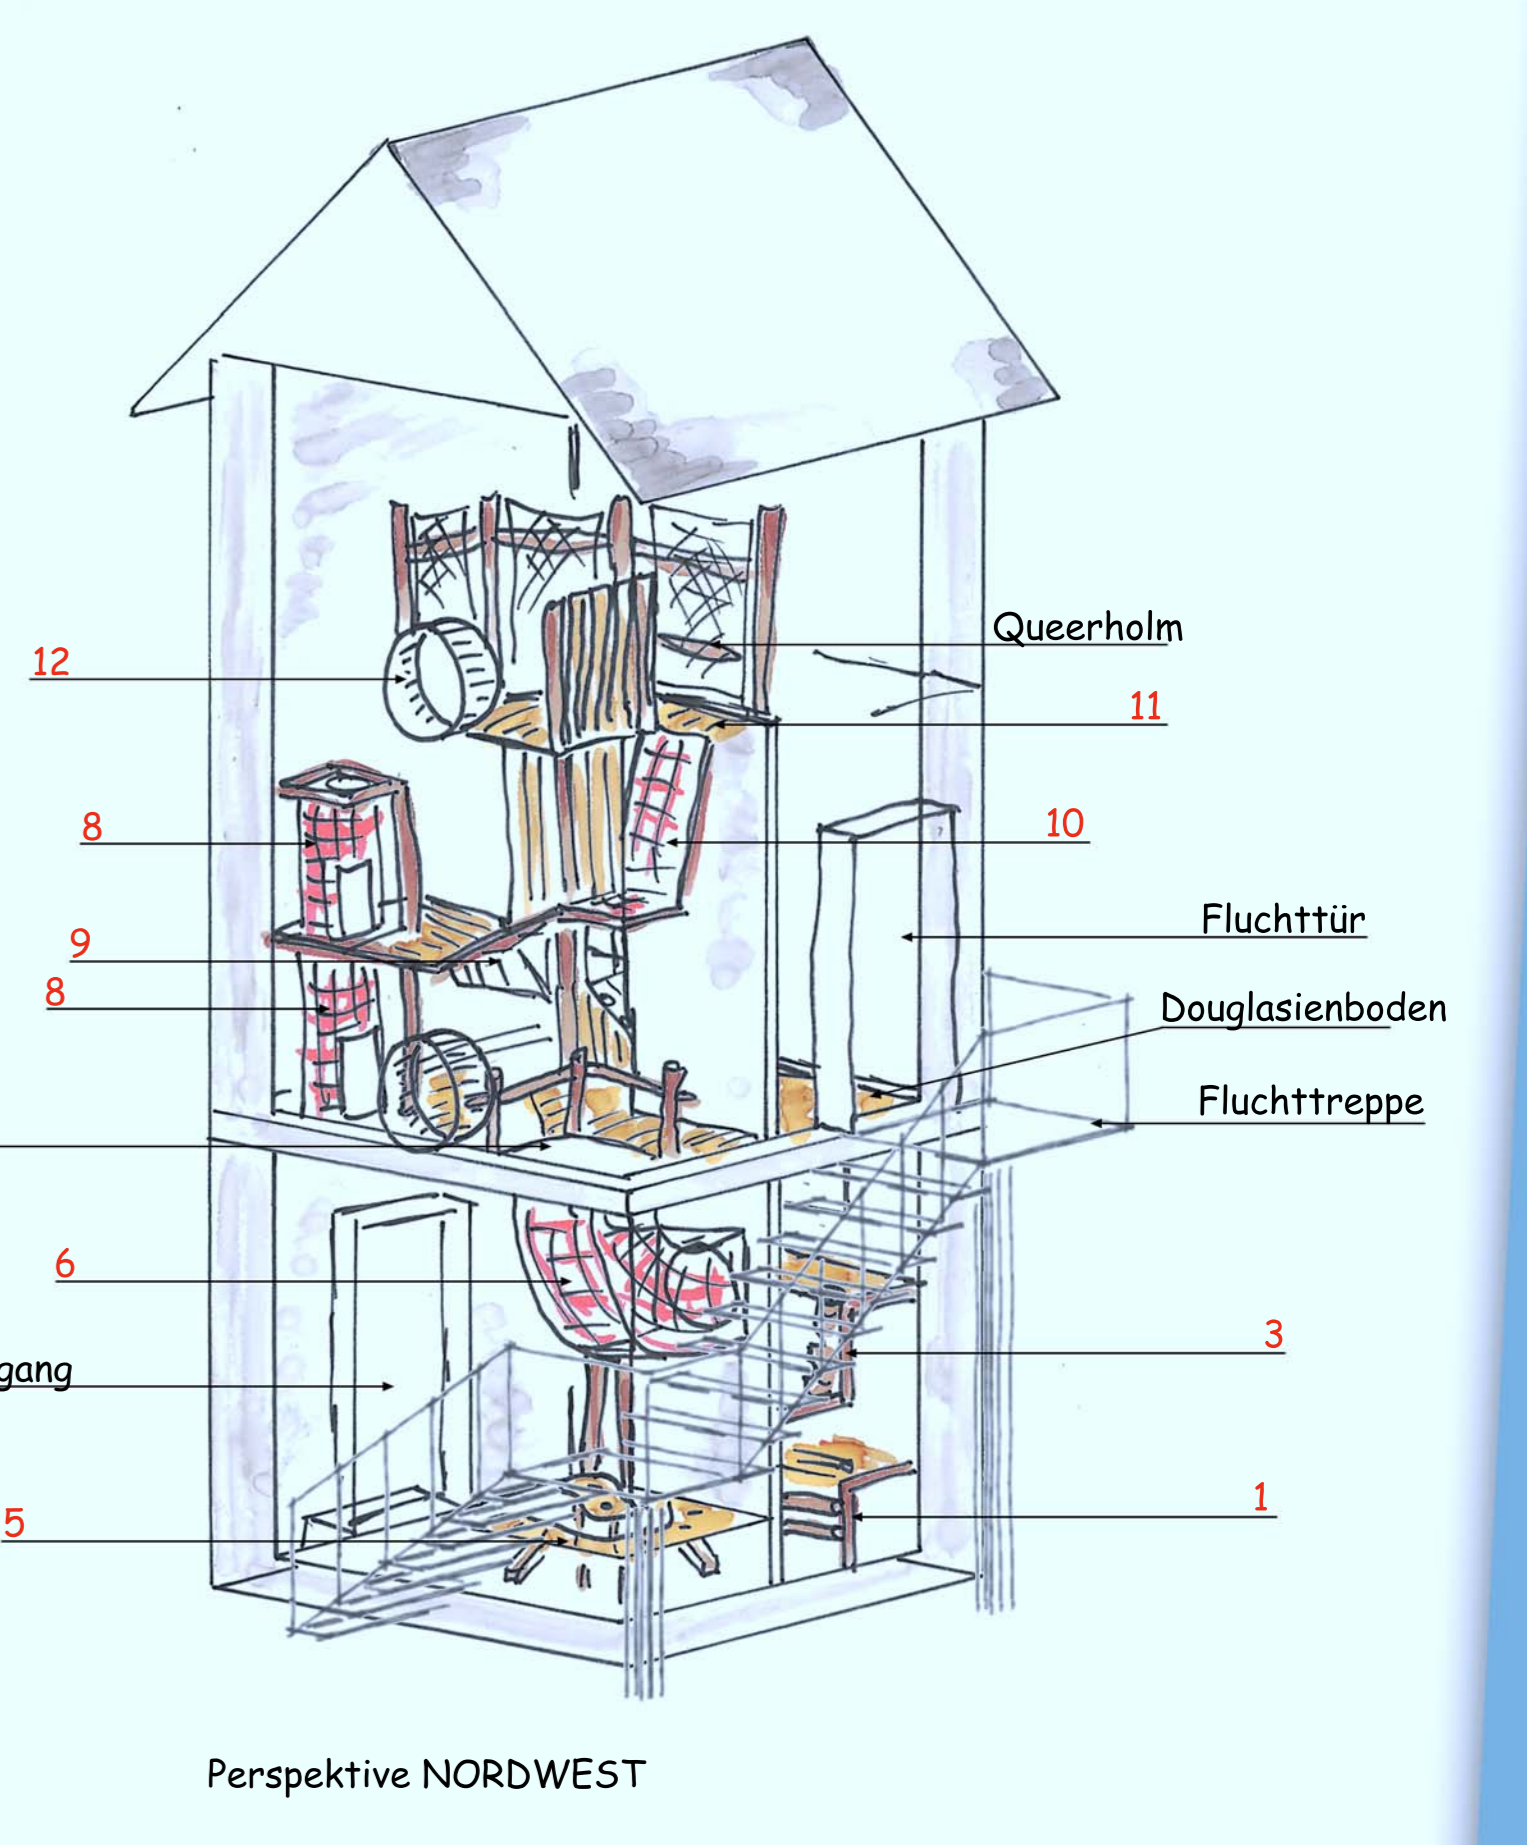 Queerholm
12
11
8
10
Fluchttür
9
8
Douglasienboden
Fluchttreppe
6
3
gang
1
5
Perspektive NORDWEST